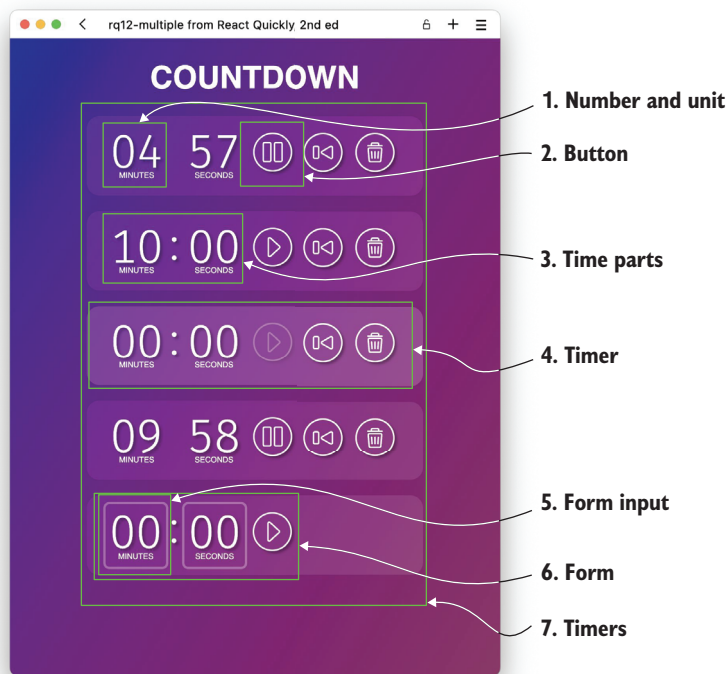 rq12-multiple from React Quickly, 2nd ed
COUNTDOWN
1. Number and unit
04 57
MINUTES SECONDS
2. Button
10:00
MINUTES SECONDS
3. Time parts
00:00
MINUTES SECONDS
4. Timer
09 58
MINUTES SECONDS
5. Form input
00:00
MINUTES SECONDS
6. Form
7. Timers